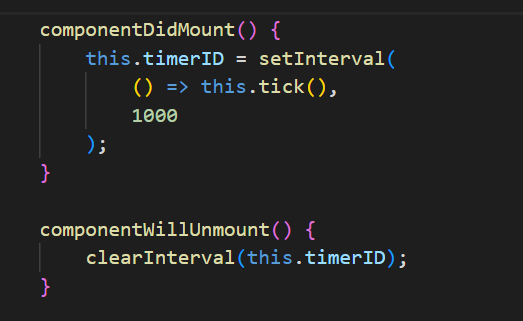 componentDidMount() {
    this.timerID = setInterval(
        () => this.tick(),
        1000
    );
}

componentWillUnmount() {
    clearInterval(this.timerID);
}